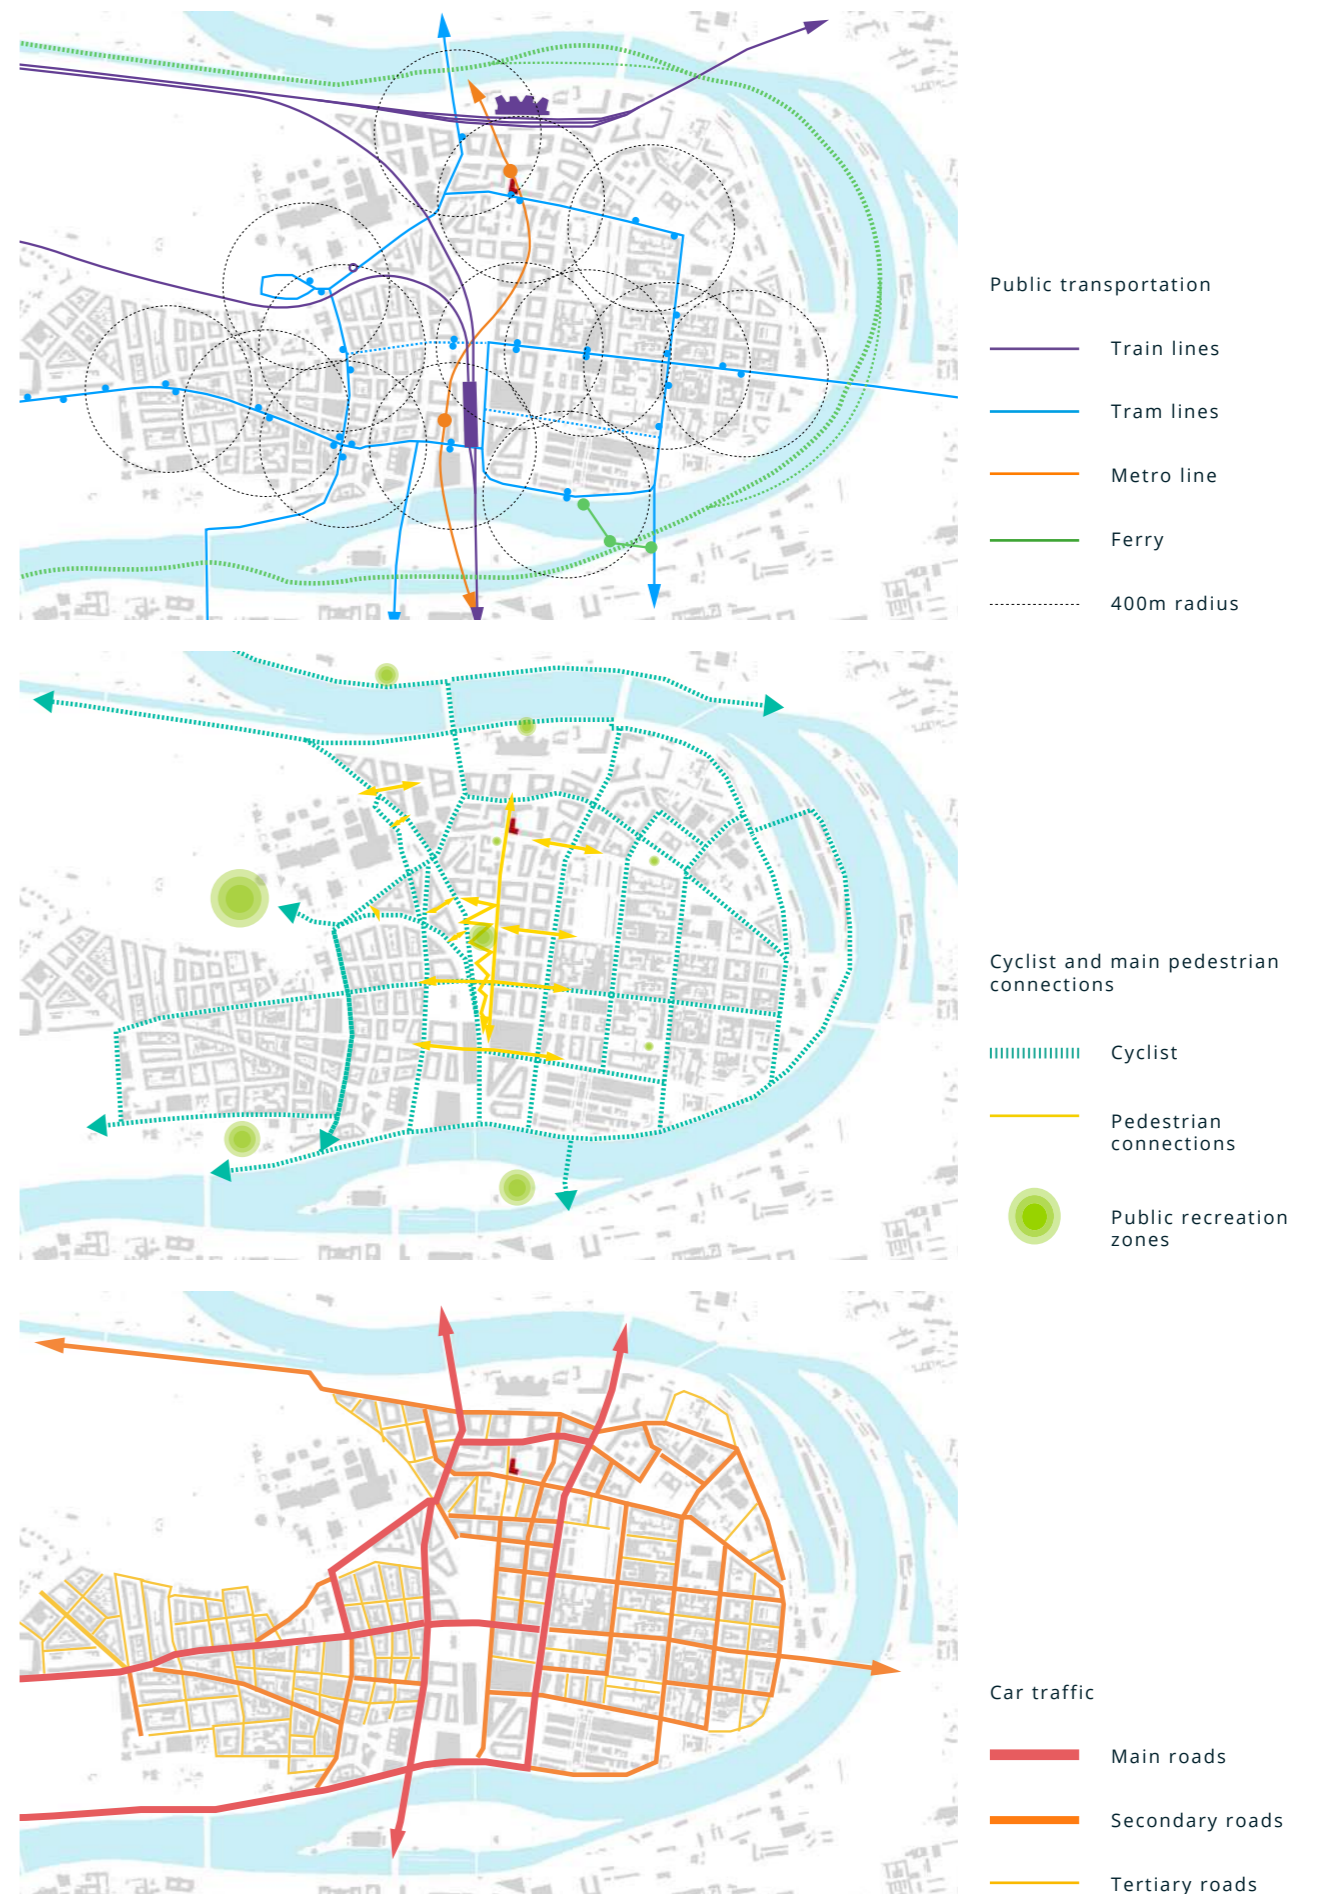 Public transportation
Train lines
Tram lines
Metro line
Ferry
400m radius
Cyclist and main pedestrian
connections
Cyclist
Pedestrian
connections
Public recreation
zones
Car traffic
Main roads
Secondary roads
Tertiary roads